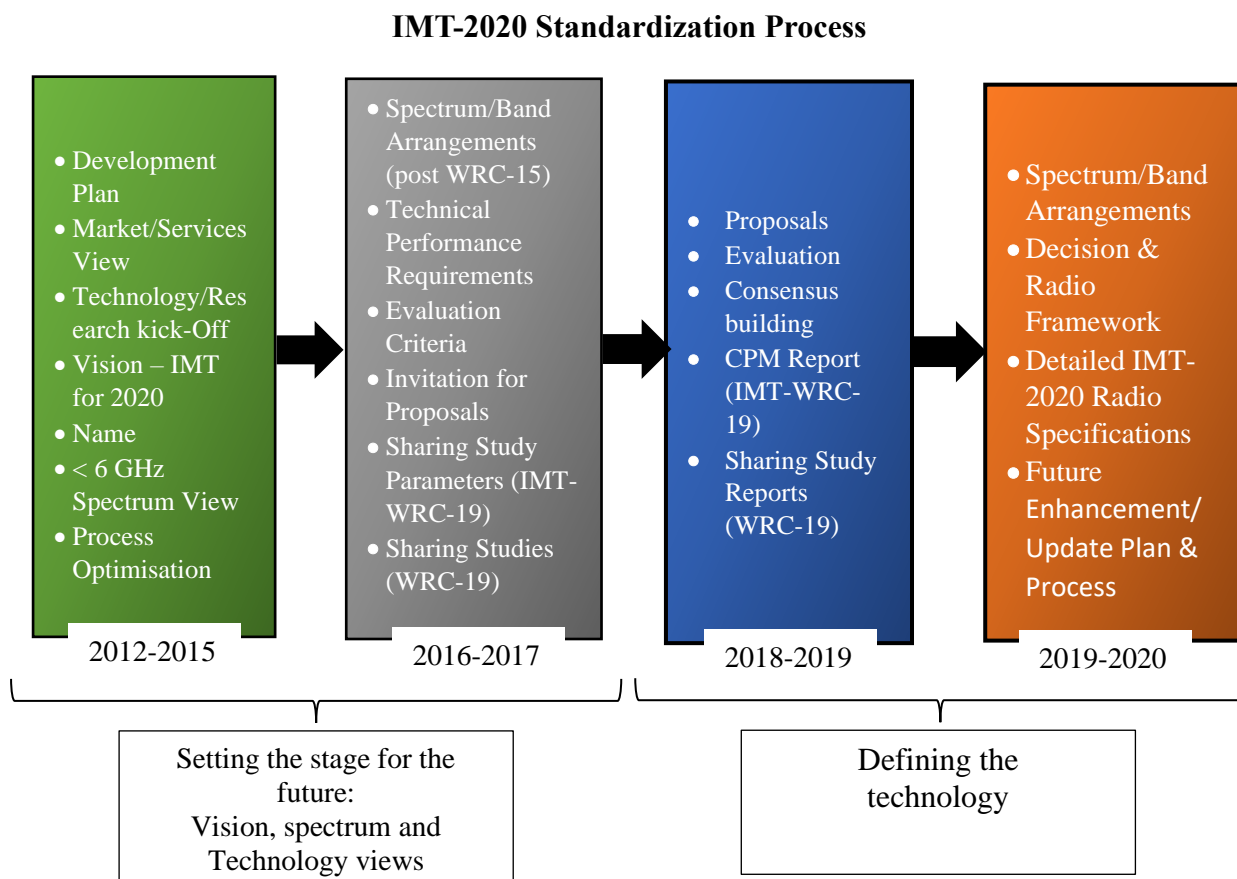 IMT-2020 Standardization Process
• Development
Plan
• Market/Services
View
• Technology/Res
earch kick-Off
• Vision – IMT
for 2020
• Name
• < 6 GHz
Spectrum View
• Process
Optimisation
2012-2015
• Spectrum/Band
Arrangements
(post WRC-15)
• Technical
Performance
Requirements
• Evaluation
Criteria
• Invitation for
Proposals
• Sharing Study
Parameters (IMT-
WRC-19)
• Sharing Studies
(WRC-19)
2016-2017
• Proposals
• Evaluation
• Consensus
building
• CPM Report
(IMT-WRC-
19)
• Sharing Study
Reports
(WRC-19)
2018-2019
• Spectrum/Band
Arrangements
• Decision &
Radio
Framework
• Detailed IMT-
2020 Radio
Specifications
• Future
Enhancement/
Update Plan &
Process
2019-2020
Setting the stage for the
future:
Vision, spectrum and
Technology views
Defining the
technology